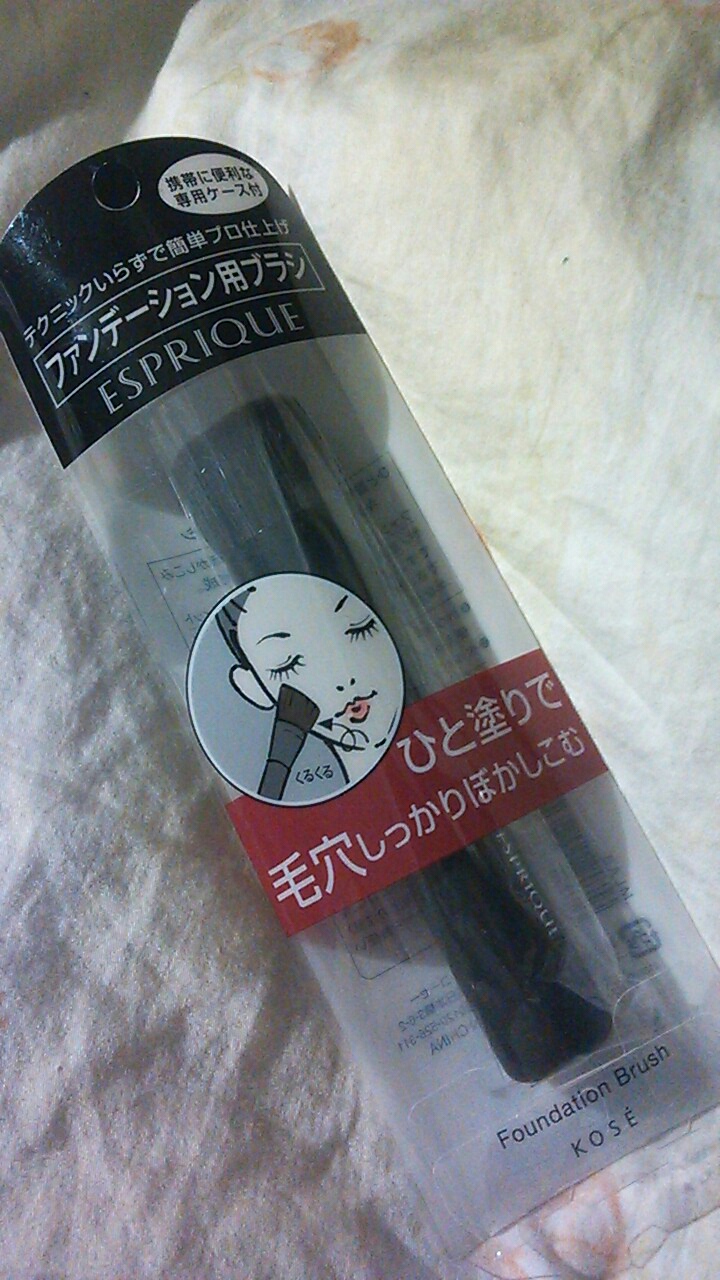 携帯に便利な
専用ケース付
テクニックいらずで簡単プロ仕上げ
ファンデーション用ブラシ
ESPRIQUE
くるくる
ひと塗りで
毛穴しっかりぼかしこむ
ESPRIQUE
Foundation Brush
KOSÉ